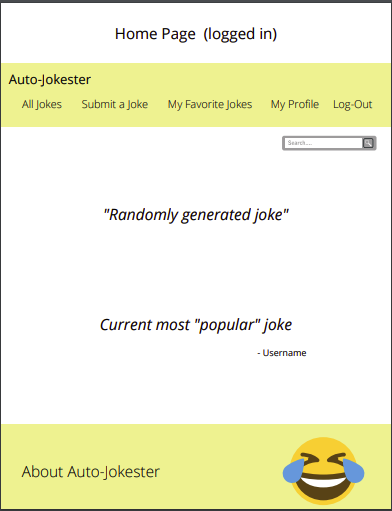 Home Page (logged in)
Auto-Jokester
All Jokes Submit a Joke My Favorite Jokes My Profile Log-Out
Search....
"Randomly generated joke"
Current most "popular" joke
- Username
About Auto-Jokester